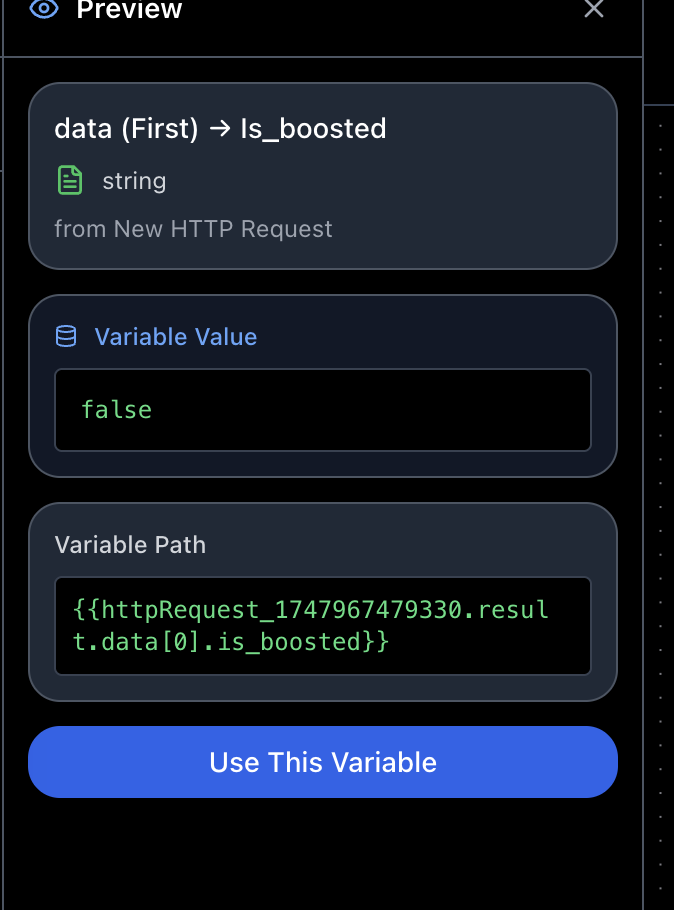 Preview
data (First) → Is_boosted
string
from New HTTP Request
Variable Value
false
Variable Path
{{httpRequest_1747967479330.resul
t.data[0].is_boosted}}
Use This Variable